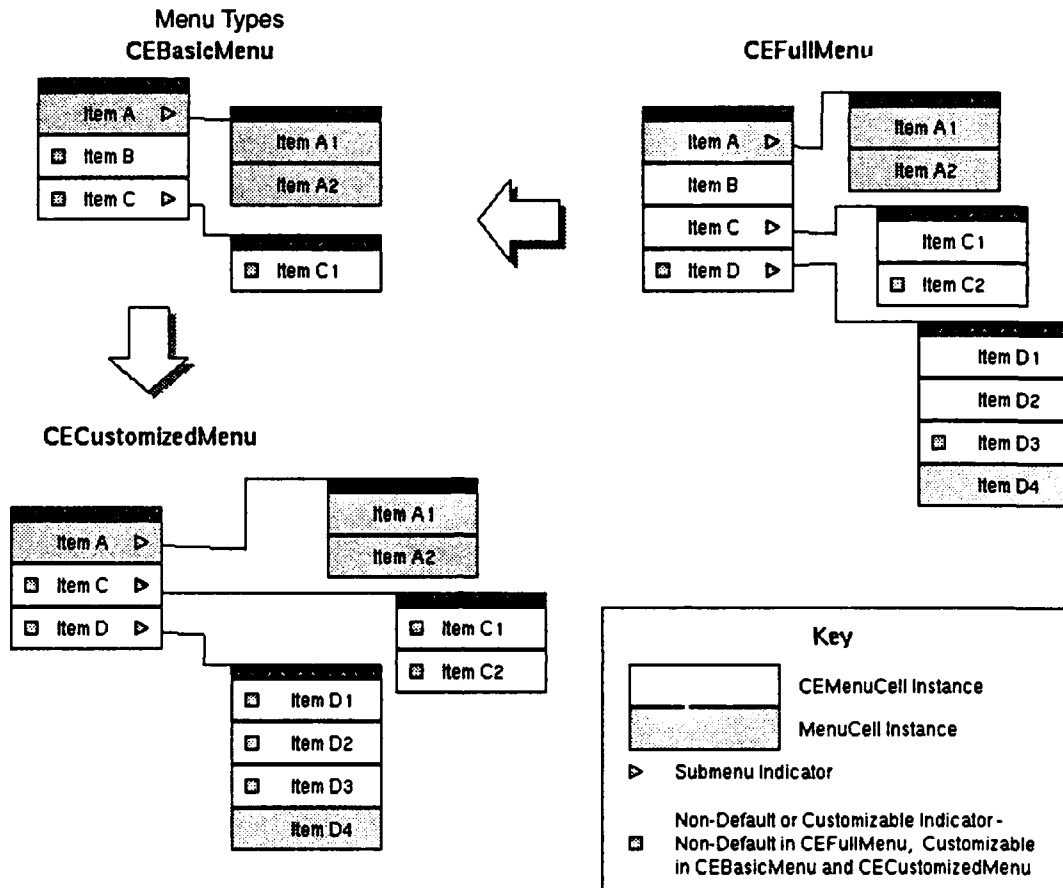 Menu Types
CEBasicMenu
Item A
Item B
Item C
Item A1
Item A2
Item C1
CEFullMenu
Item A
Item B
Item C
Item D
Item A1
Item A2
Item C1
Item C2
Item D1
Item D2
Item D3
Item D4
CECustomizedMenu
Item A
Item C
Item D
Item A1
Item A2
Item C1
Item C2
Item D1
Item D2
Item D3
Item D4
Key
CEMenuCell Instance
MenuCell Instance
Submenu Indicator
Non-Default or Customizable Indicator -
Non-Default in CEFullMenu, Customizable
in CEBasicMenu and CECustomizedMenu